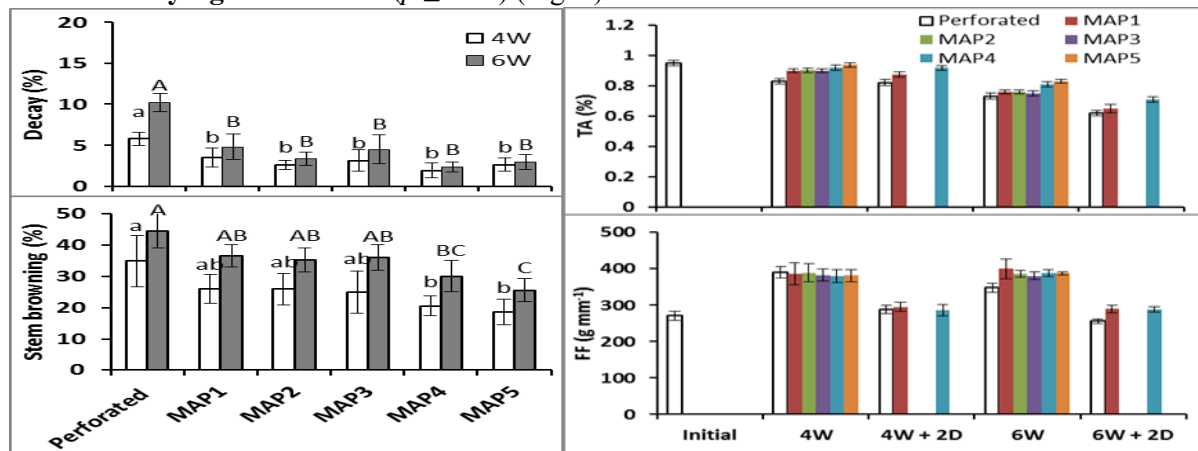 20
15
10
5
0
Decay (%)
4W
6W
a A b B b B b B b B b B
50
40
30
20
10
0
Stem browning (%)
a A ab AB ab AB ab AB b BC b C
Perforated MAP1 MAP2 MAP3 MAP4 MAP5
Perforated MAP1
MAP2 MAP3
MAP4 MAP5
1.2
1
0.8
0.6
0.4
0.2
0
TA (%)
500
400
300
200
100
0
FF (g mm⁻¹)
Initial 4W 4W + 2D 6W 6W + 2D